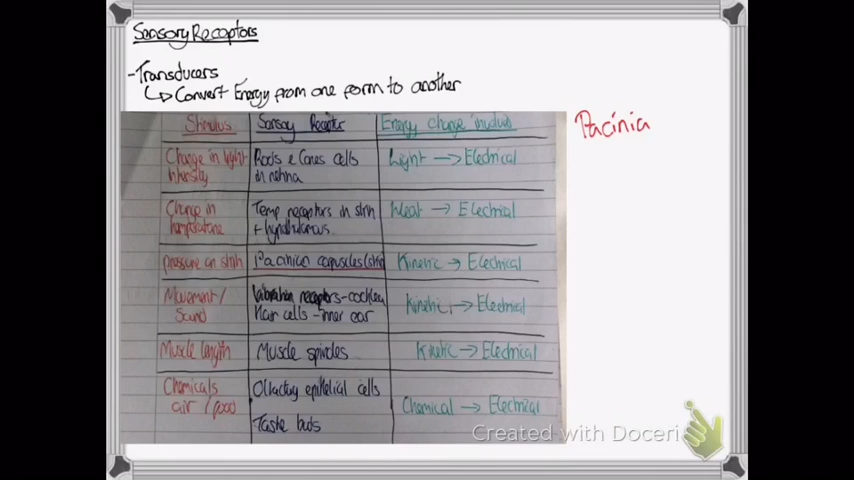 Sensory Receptors
- Transducers
↳ Convert Energy from one form to another
Pacinia
Stimulus Sensory Receptor Energy change involved
Change in light Rods & Cones cells Light → Electrical
intensity in retina
Change in Temp receptors in skin Heat → Electrical
temperature + hypothalamus.
pressure on skin Pacinian corpuscles (skin) Kinetic → Electrical
Movement/ Vibration receptors - cochlea Kinetic → Electrical
Sound Hair cells - inner ear
Muscle length Muscle spindles Kinetic → Electrical
Chemicals Olfactory epithelial cells
air / food Chemical → Electrical
Taste buds
Created with Doceri